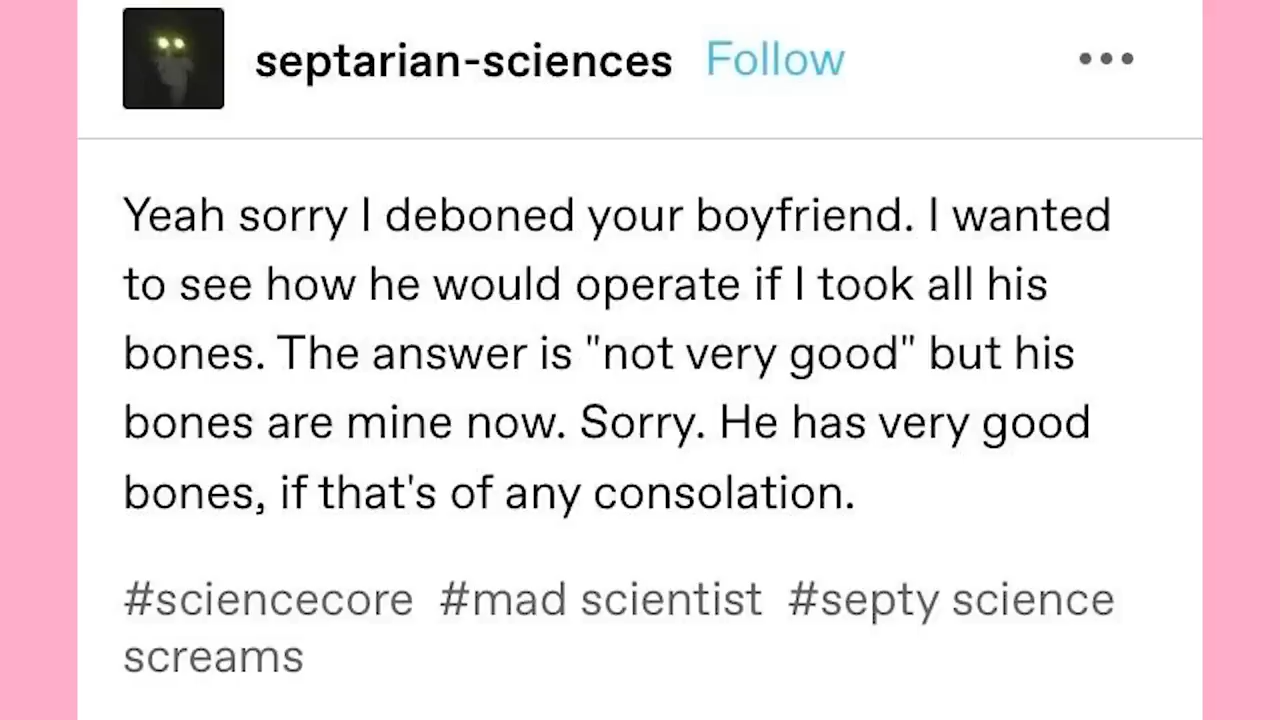 septarian-sciences Follow
Yeah sorry I deboned your boyfriend. I wanted
to see how he would operate if I took all his
bones. The answer is "not very good" but his
bones are mine now. Sorry. He has very good
bones, if that's of any consolation.
#sciencecore #mad scientist #septy science
screams